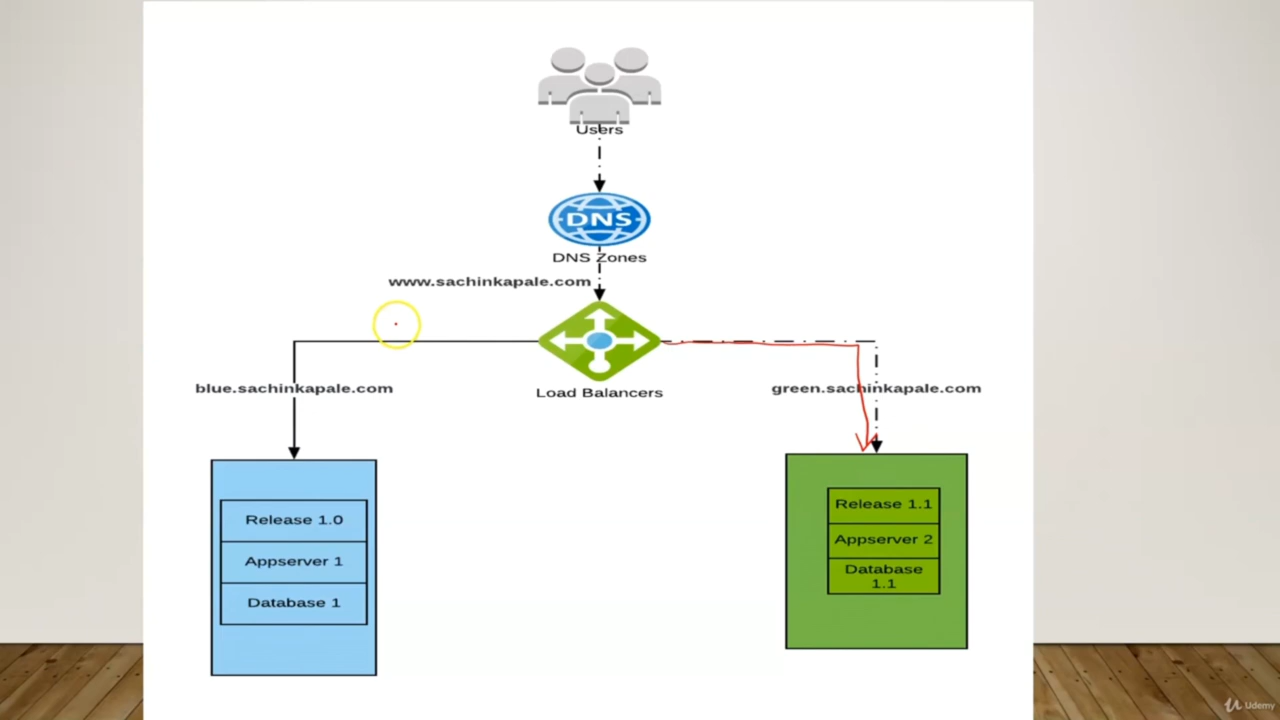 Users
DNS
DNS Zones
www.sachinkapale.com
Load Balancers
blue.sachinkapale.com
green.sachinkapale.com
Release 1.0
Appserver 1
Database 1
Release 1.1
Appserver 2
Database
1.1
Udemy